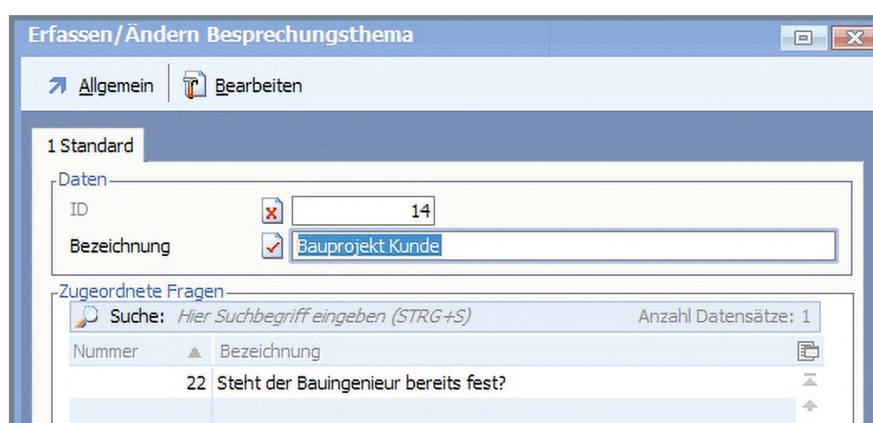 Erfassen/Ändern Besprechungsthema
Allgemein Bearbeiten
1 Standard
Daten
ID 14
Bezeichnung Bauprojekt Kunde
Zugeordnete Fragen
Suche: Hier Suchbegriff eingeben (STRG+S) Anzahl Datensätze: 1
Nummer Bezeichnung
22 Steht der Bauingenieur bereits fest?